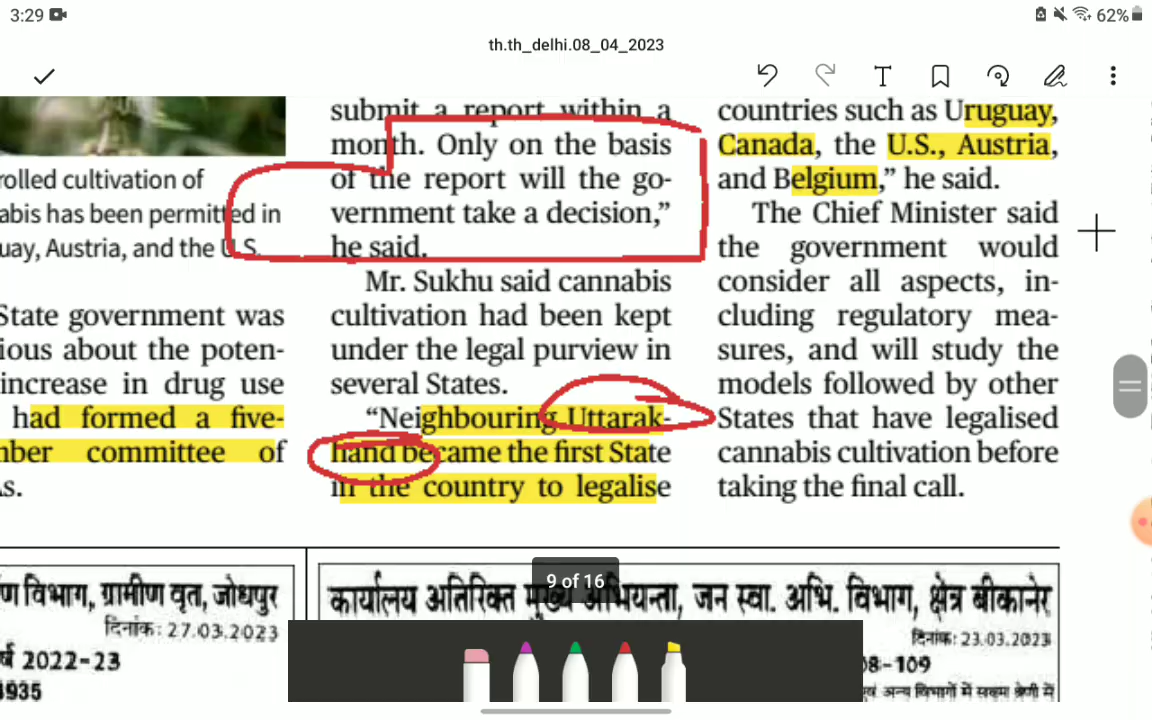 3:29
62%
th.th_delhi.08_04_2023
rolled cultivation of
abis has been permitted in
uay, Austria, and the U.S.
State government was
ious about the poten-
increase in drug use
had formed a five-
nber committee of
s.
submit a report within a
month. Only on the basis
of the report will the go-
vernment take a decision,”
he said.
Mr. Sukhu said cannabis
cultivation had been kept
under the legal purview in
several States.
“Neighbouring Uttarak-
hand became the first State
in the country to legalise
countries such as Uruguay,
Canada, the U.S., Austria,
and Belgium,” he said.
The Chief Minister said
the government would
consider all aspects, in-
cluding regulatory mea-
sures, and will study the
models followed by other
States that have legalised
cannabis cultivation before
taking the final call.
9 of 16
ण विभाग, ग्रामीण वृत, जोधपुर
दिनांक: 27.03.2023
र्ष 2022-23
4935
कार्यालय अतिरिक्त मुख्य अभियन्ता, जन स्वा. अभि. विभाग, क्षेत्र बीकानेर
दिनांक: 23.03.2023
08-109
एवं अन्य विभागों में सक्षम श्रेणी में